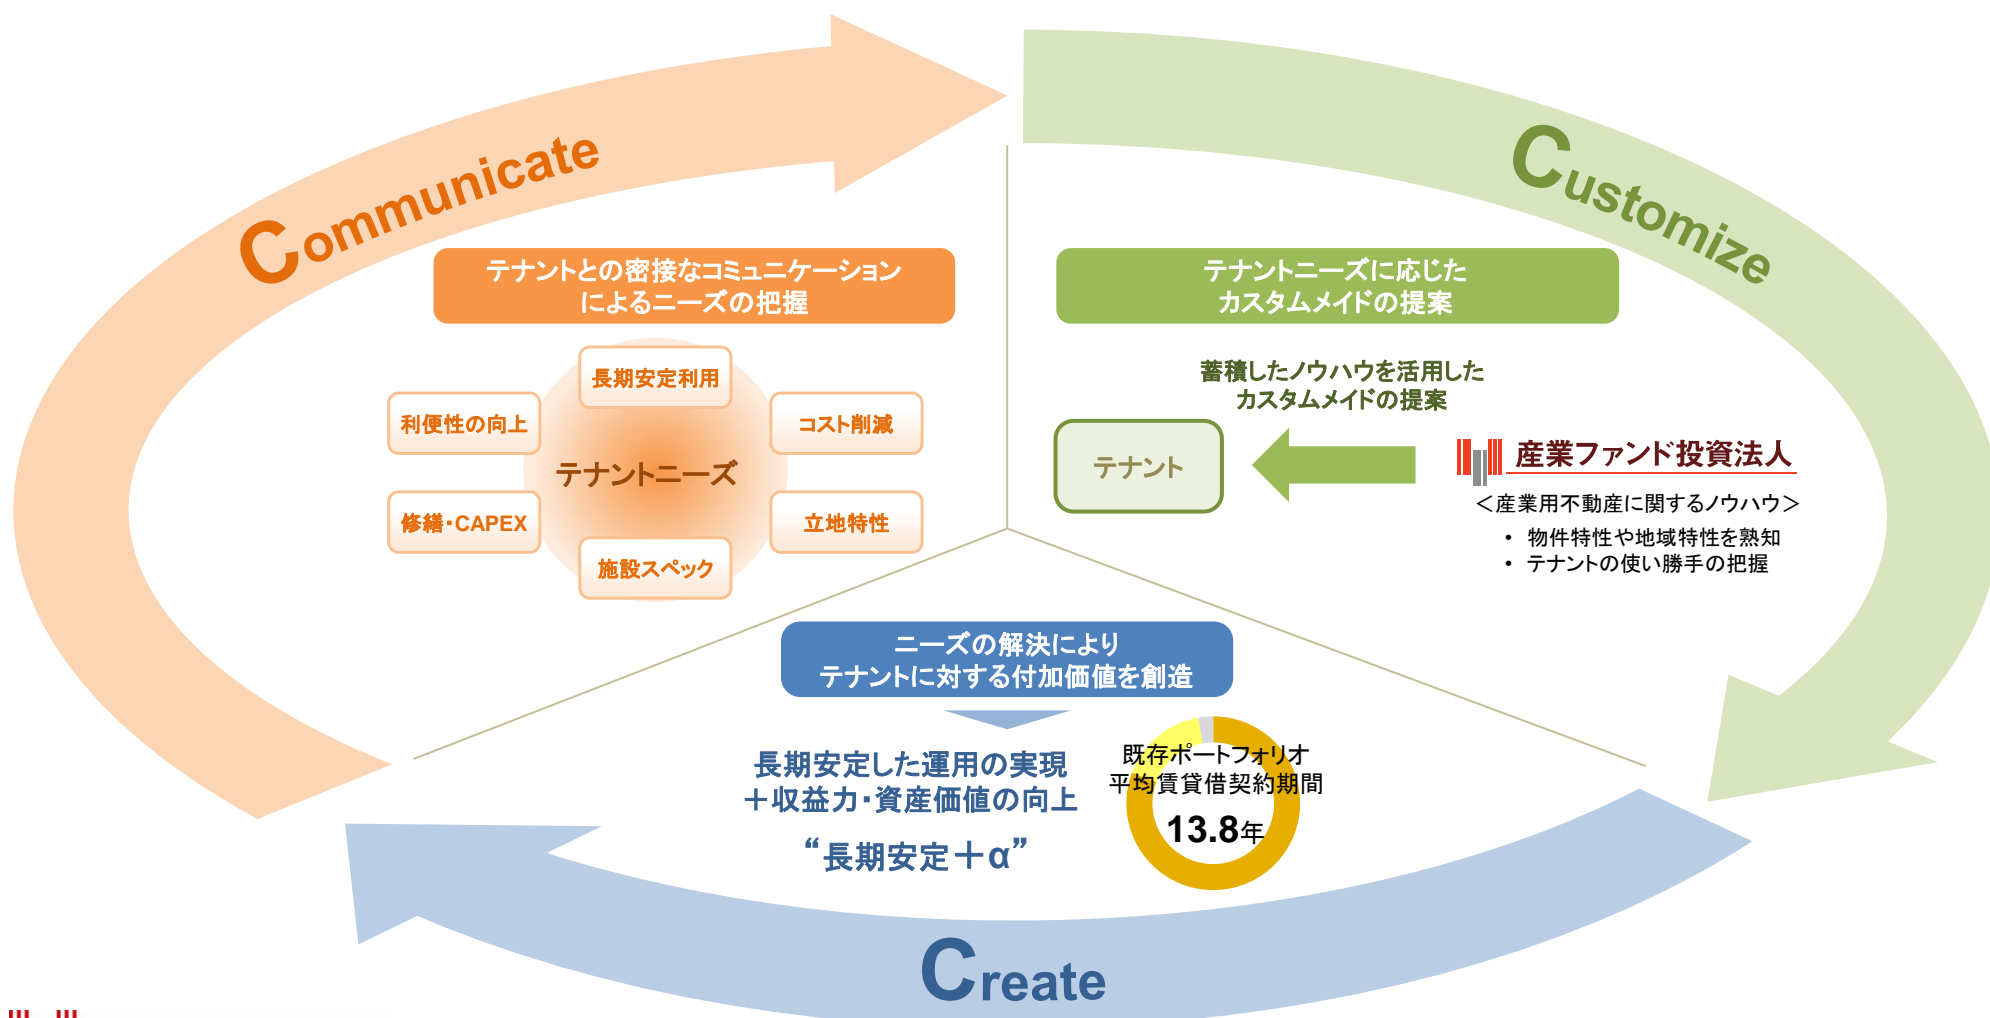 Communicate
テナントとの密接なコミュニケーション
によるニーズの把握
長期安定利用
利便性の向上
コスト削減
テナントニーズ
修繕・CAPEX
立地特性
施設スペック
Customize
テナントニーズに応じた
カスタムメイドの提案
蓄積したノウハウを活用した
カスタムメイドの提案
テナント
産業ファンド投資法人
＜産業用不動産に関するノウハウ＞
• 物件特性や地域特性を熟知
• テナントの使い勝手の把握
ニーズの解決により
テナントに対する付加価値を創造
長期安定した運用の実現
＋収益力・資産価値の向上
“長期安定＋α”
既存ポートフォリオ
平均賃貸借契約期間
13.8年
Create